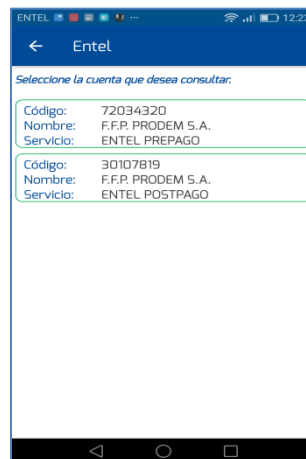 ENTEL ... 12:23
← Entel
Seleccione la cuenta que desea consultar.
Código: 72034320
Nombre: F.F.P. PRODEM S.A.
Servicio: ENTEL PREPAGO
Código: 30107819
Nombre: F.F.P. PRODEM S.A.
Servicio: ENTEL POSTPAGO